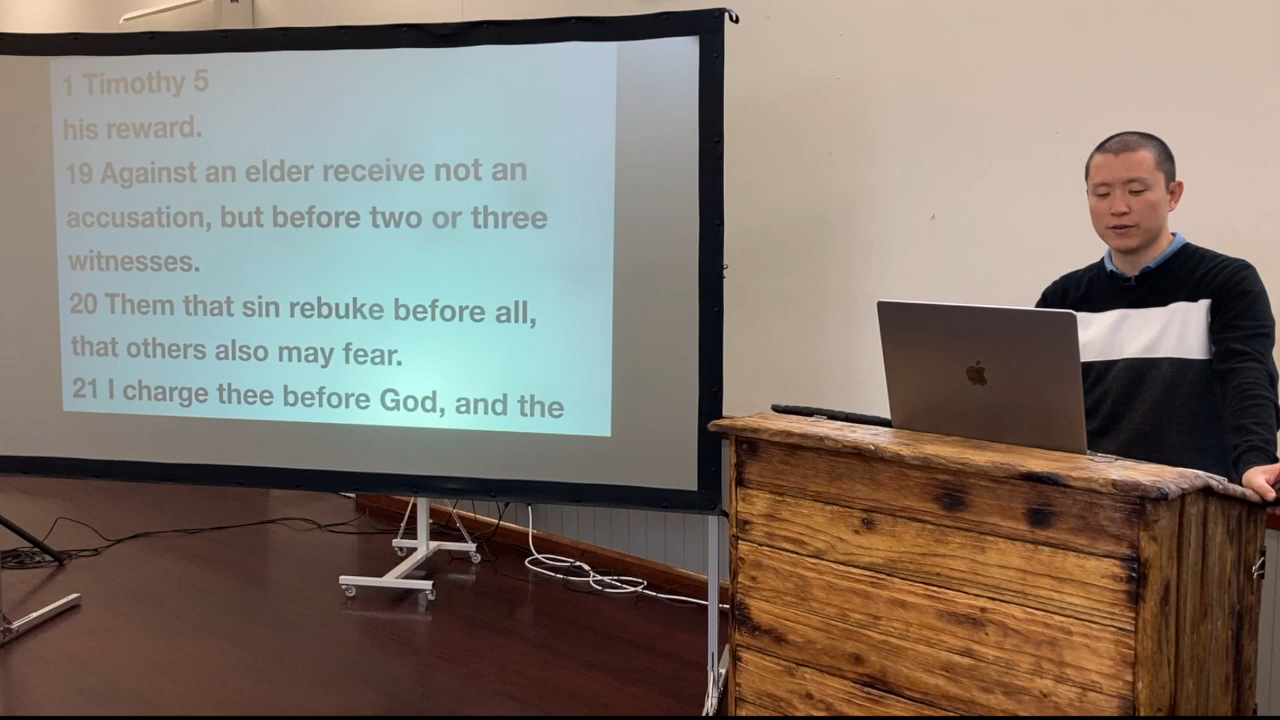 1 Timothy 5
his reward.
19 Against an elder receive not an
accusation, but before two or three
witnesses.
20 Them that sin rebuke before all,
that others also may fear.
21 I charge thee before God, and the